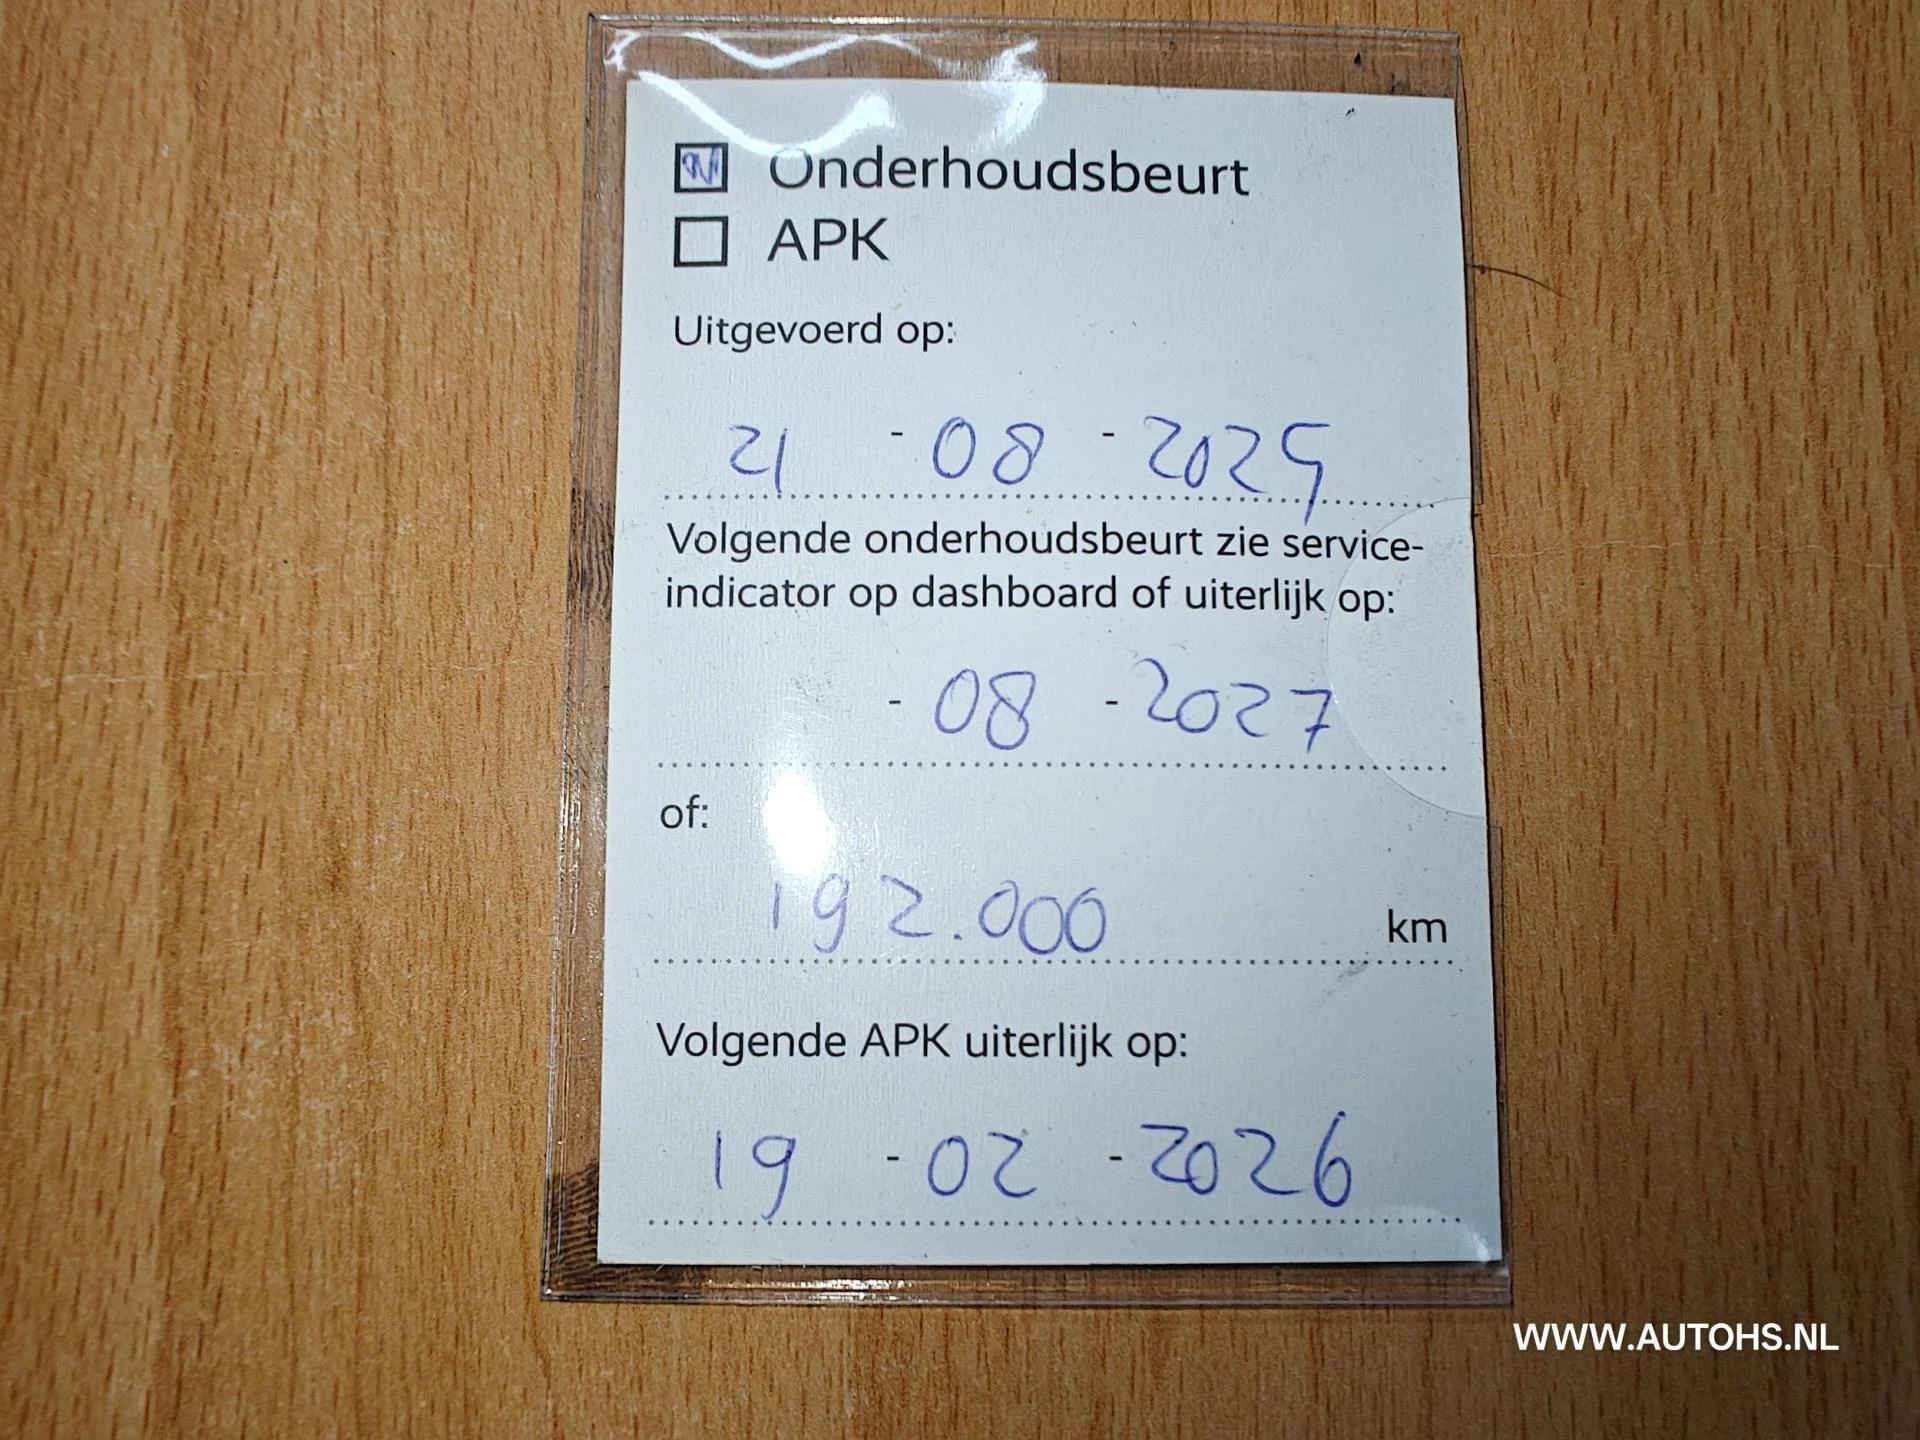 Onderhoudsbeurt
APK
Uitgevoerd op:
21 - 08 - 2025
Volgende onderhoudsbeurt zie service-
indicator op dashboard of uiterlijk op:
- 08 - 2027
of:
192.000 km
Volgende APK uiterlijk op:
19 - 02 - 2026
WWW.AUTOHS.NL